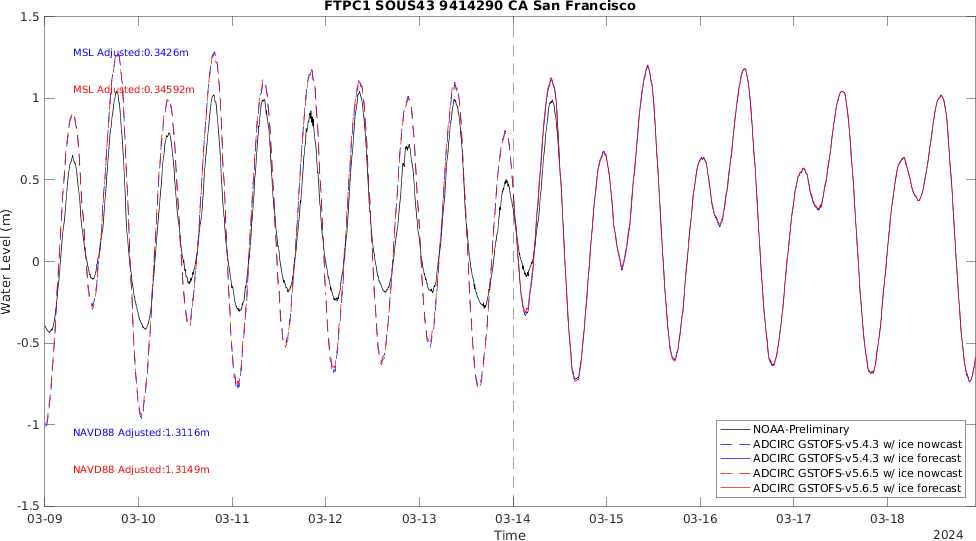 FTPC1 SOUS43 9414290 CA San Francisco
1.5
MSL Adjusted:0.3426m
MSL Adjusted:0.34592m
1
0.5
0
-0.5
-1
-1.5
Water Level (m)
NAVD88 Adjusted:1.3116m
NAVD88 Adjusted:1.3149m
NOAA-Preliminary
ADCIRC GSTOFS-v5.4.3 w/ ice nowcast
ADCIRC GSTOFS-v5.4.3 w/ ice forecast
ADCIRC GSTOFS-v5.6.5 w/ ice nowcast
ADCIRC GSTOFS-v5.6.5 w/ ice forecast
03-09 03-10 03-11 03-12 03-13 03-14 03-15 03-16 03-17 03-18
Time
2024